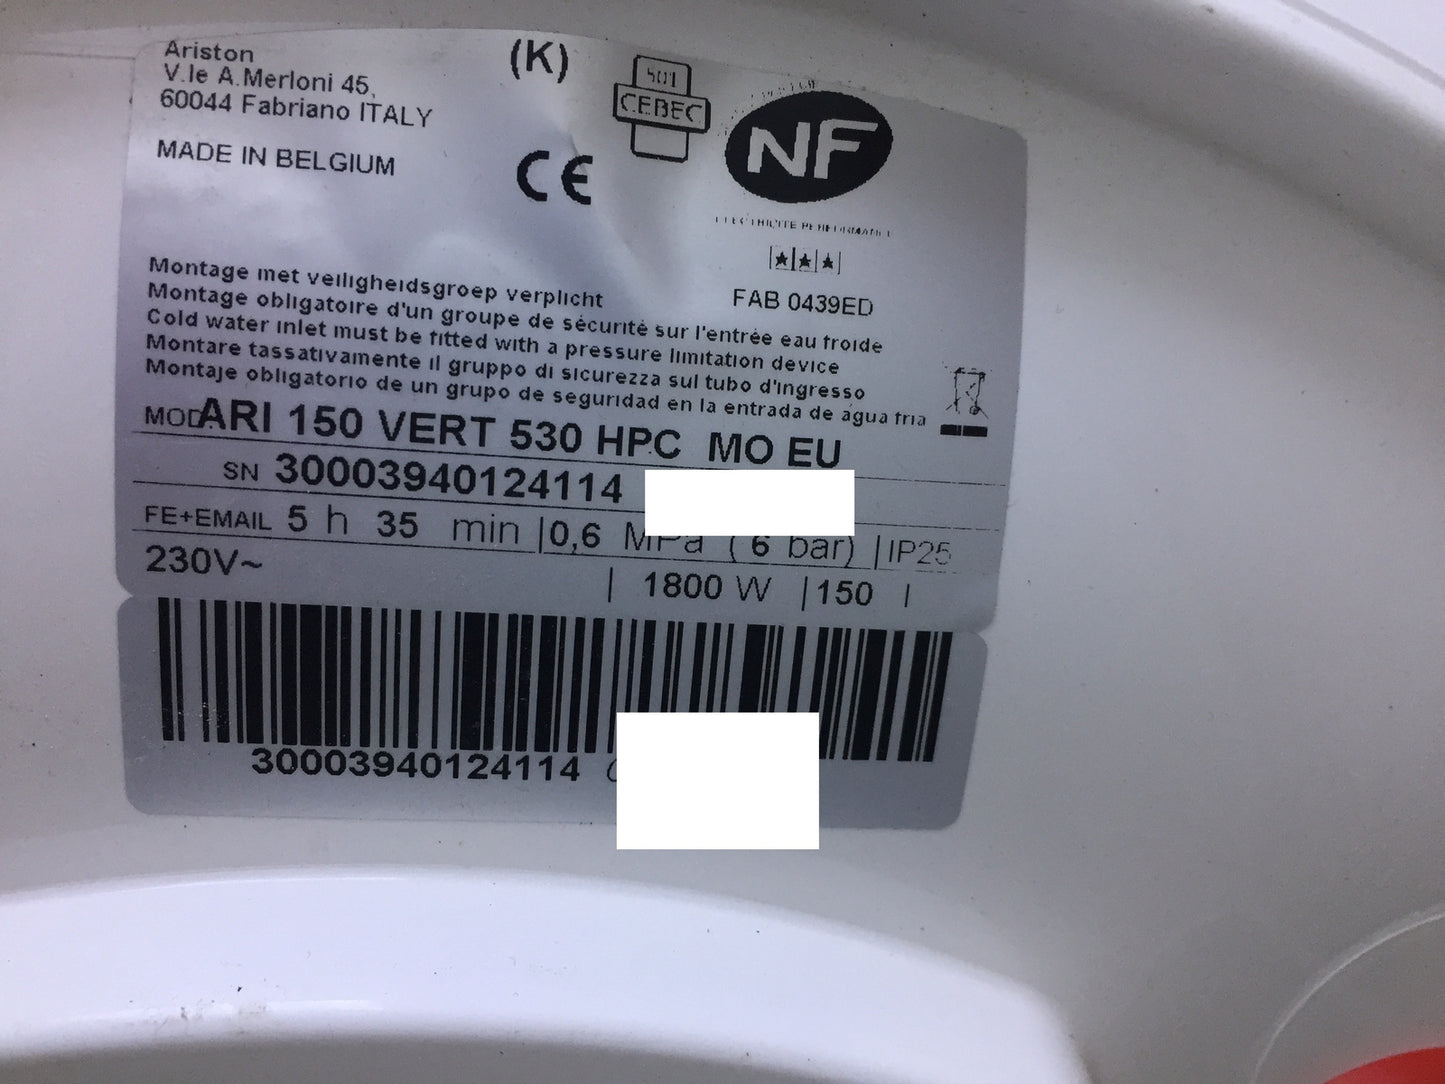 Ariston
V.le A.Merloni 45,
60044 Fabriano ITALY
MADE IN BELGIUM
(K)
CE
501
CEBEC
NF
ELECTRICITE PERFORMANCE
FAB 0439ED
Montage met veiligheidsgroep verplicht
Montage obligatoire d'un groupe de sécurité sur l'entrée eau froide
Cold water inlet must be fitted with a pressure limitation device
Montare tassativamente il gruppo di sicurezza sul tubo d'ingresso
Montaje obligatorio de un grupo de seguridad en la entrada de agua fria
MOD ARI 150 VERT 530 HPC MO EU
SN 30003940124114
FE+EMAIL 5 h 35 min |0,6 MPa (6 bar) |IP25
230V~ | 1800 W |150 |
30003940124114